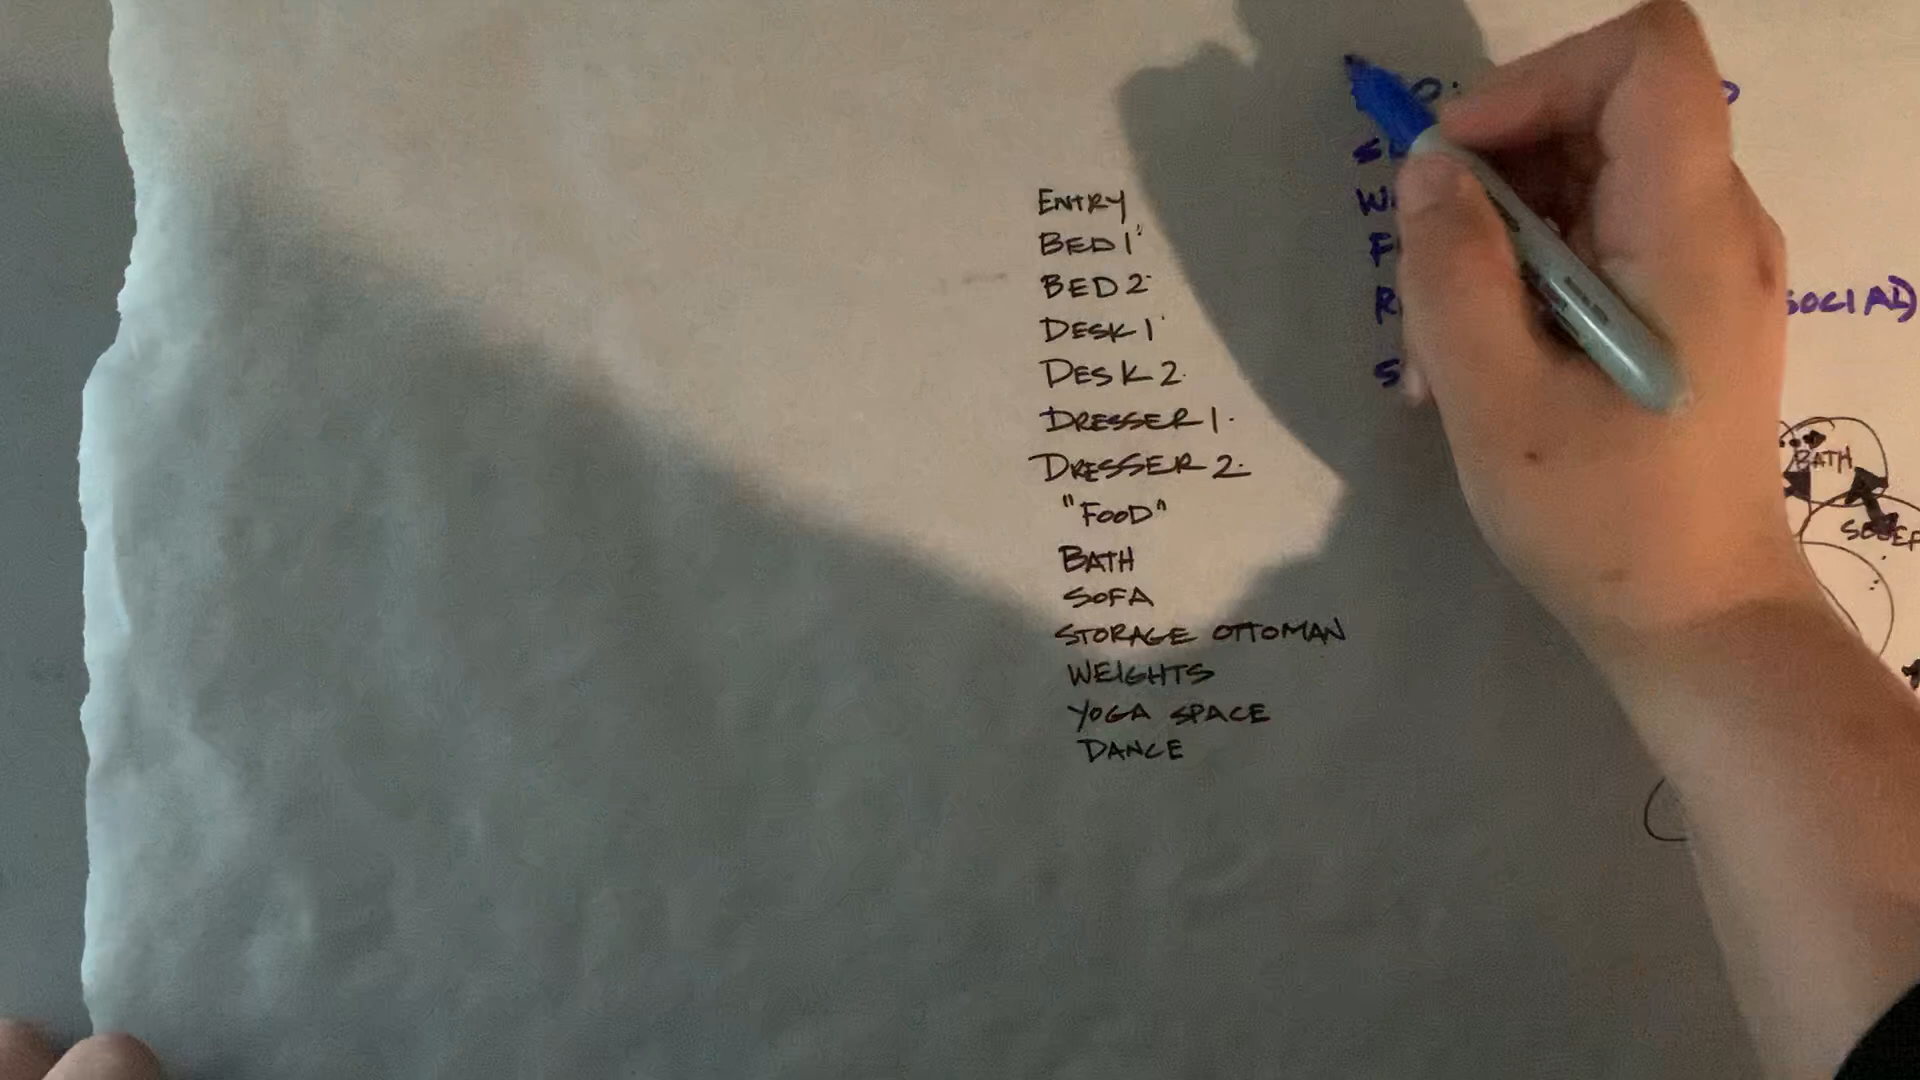 ENTRY
BED 1
BED 2
DESK 1
DESK 2
DRESSER 1
DRESSER 2
"FOOD"
BATH
SOFA
STORAGE OTTOMAN
WEIGHTS
YOGA SPACE
DANCE
SOCIAL)
BATH